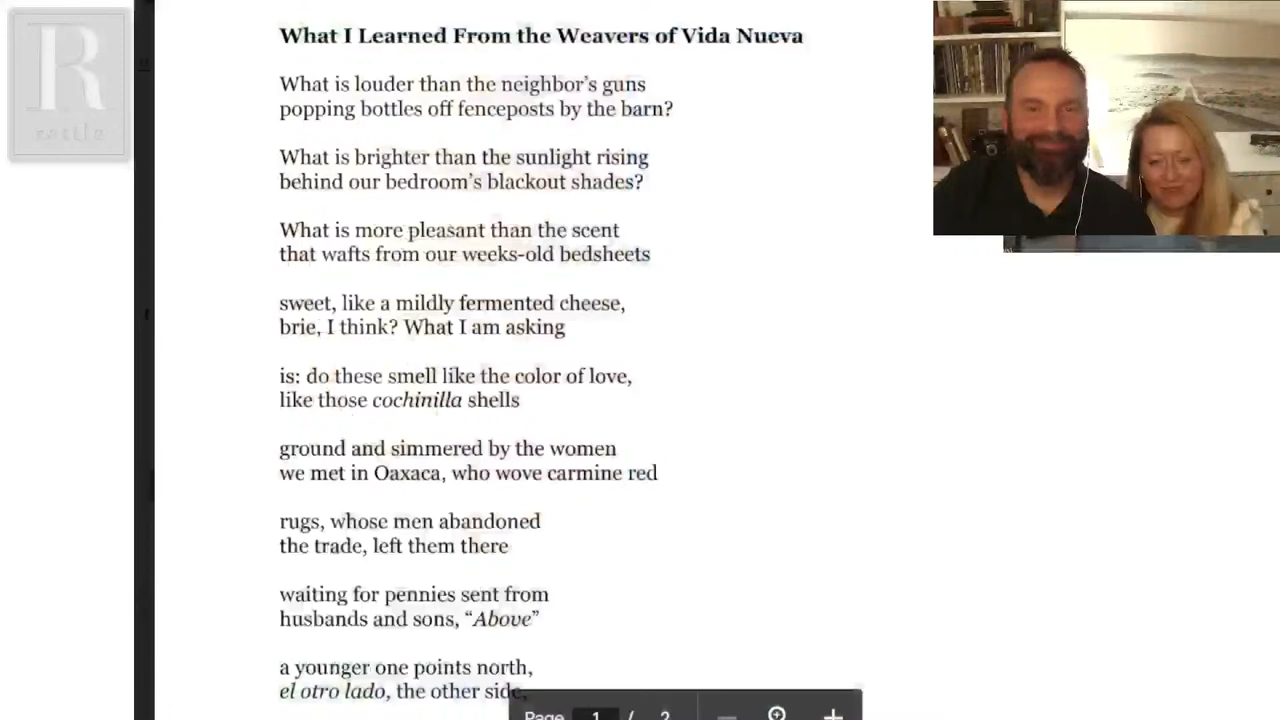 R
rattle
What I Learned From the Weavers of Vida Nueva
What is louder than the neighbor's guns
popping bottles off fenceposts by the barn?
What is brighter than the sunlight rising
behind our bedroom's blackout shades?
What is more pleasant than the scent
that wafts from our weeks-old bedsheets
sweet, like a mildly fermented cheese,
brie, I think? What I am asking
is: do these smell like the color of love,
like those cochinilla shells
ground and simmered by the women
we met in Oaxaca, who wove carmine red
rugs, whose men abandoned
the trade, left them there
waiting for pennies sent from
husbands and sons, “Above”
a younger one points north,
el otro lado, the other side,
Page 1 / 2